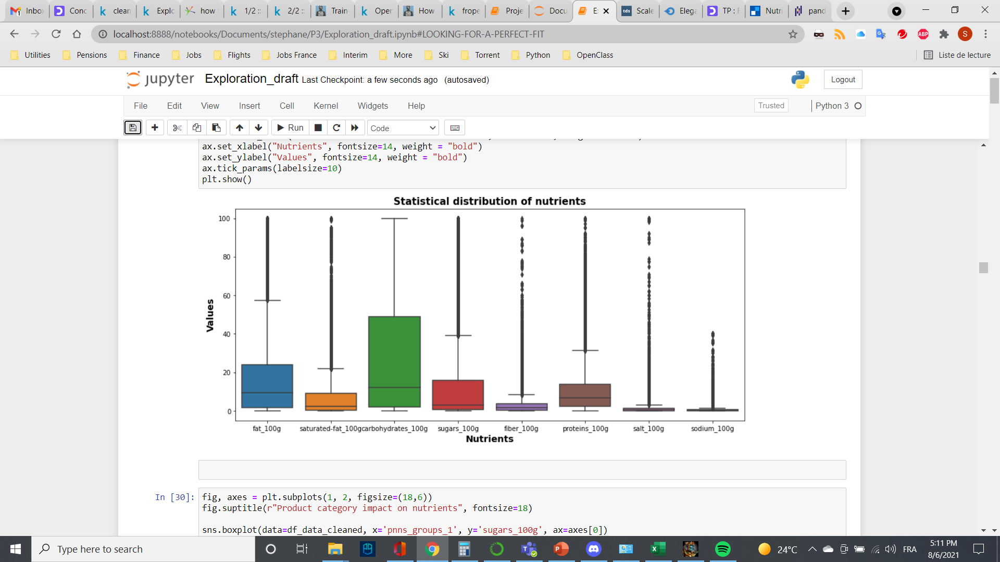 Inbo Conc clean Explo how 1/2 :: 2/2 :: Train Oper How frope Proje Docu E Scale Elega TP : F Nutri pand
localhost:8888/notebooks/Documents/stephane/P3/Exploration_draft.ipynb#LOOKING-FOR-A-PERFECT-FIT
ABP S
Utilities Pensions Finance Jobs Flights Jobs France Interim More Ski Torrent Python OpenClass Liste de lecture
jupyter Exploration_draft Last Checkpoint: a few seconds ago (autosaved) Logout
File Edit View Insert Cell Kernel Widgets Help Trusted Python 3
Run Code
ax.set_xlabel("Nutrients", fontsize=14, weight = "bold")
ax.set_ylabel("Values", fontsize=14, weight = "bold")
ax.tick_params(labelsize=10)
plt.show()
Statistical distribution of nutrients
100
80
60
40
20
0
Values
fat_100g saturated-fat_100g carbohydrates_100g sugars_100g fiber_100g proteins_100g salt_100g sodium_100g
Nutrients
In [30]: fig, axes = plt.subplots(1, 2, figsize=(18,6))
fig.suptitle(r"Product category impact on nutrients", fontsize=18)
sns.boxplot(data=df_data_cleaned, x='pnns_groups_1', y='sugars_100g', ax=axes[0])
Type here to search
24°C FRA 5:11 PM
8/6/2021